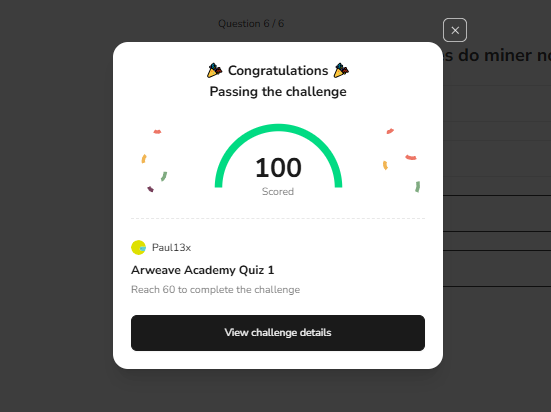 Question 6 / 6
s do miner
Congratulations
Passing the challenge
100
Scored
Paul13x
Arweave Academy Quiz 1
Reach 60 to complete the challenge
View challenge details